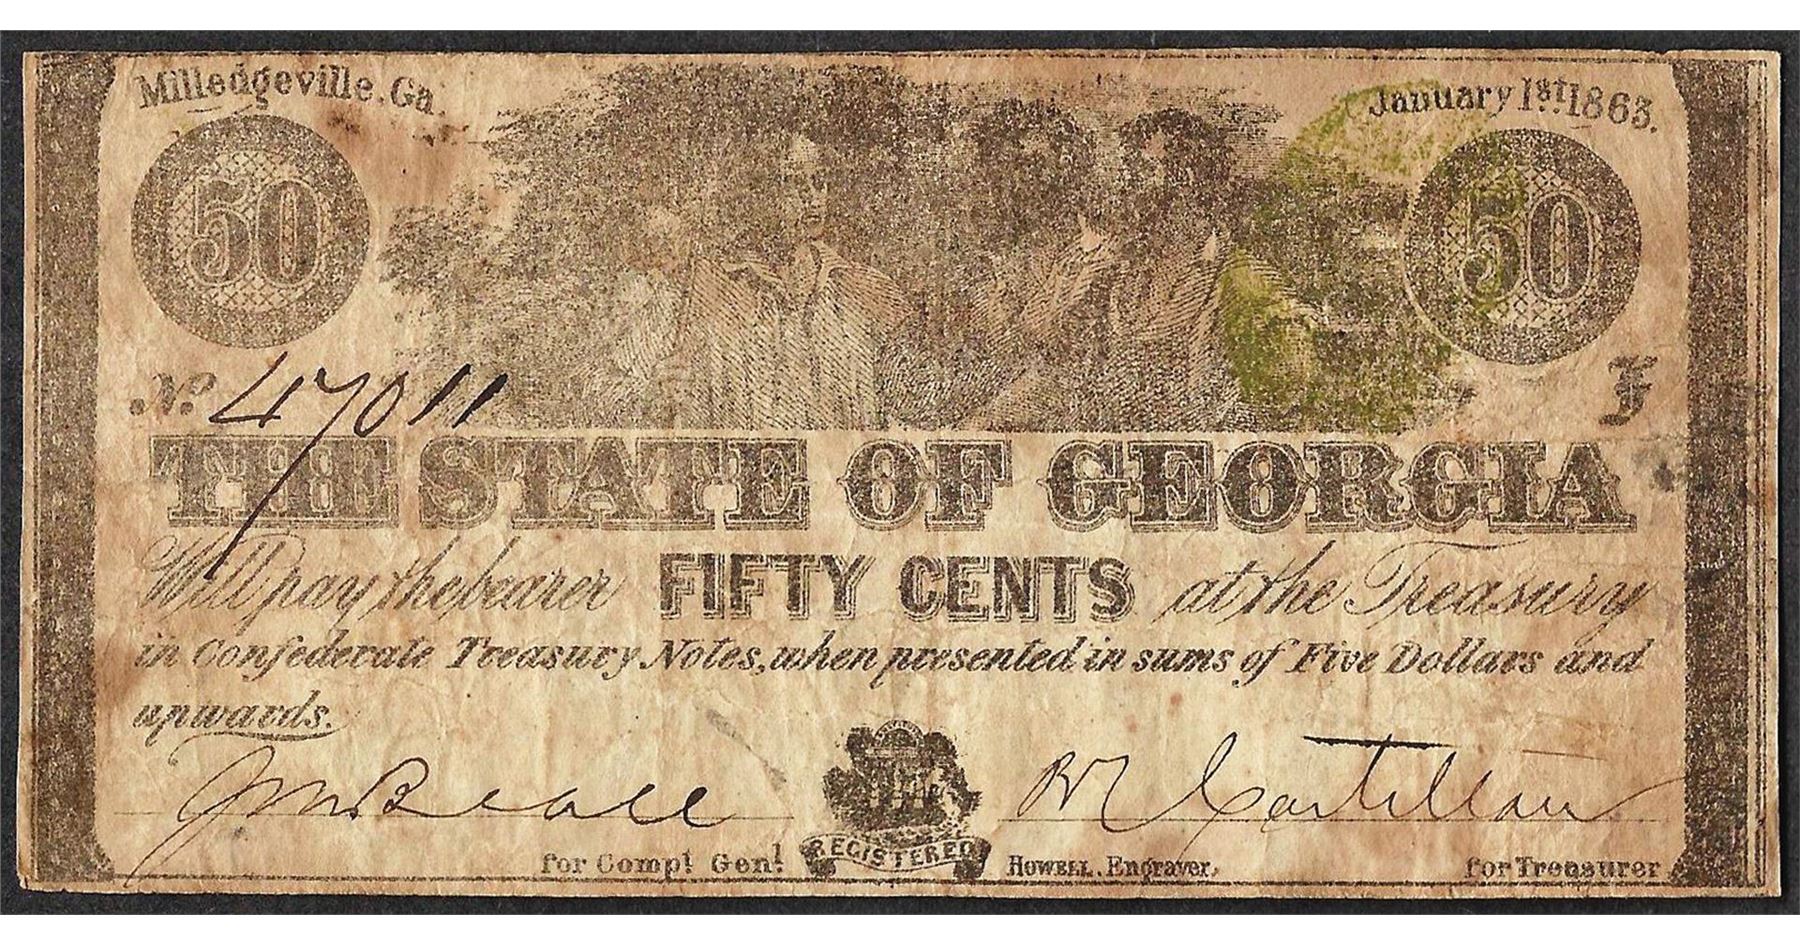 Milledgeville, Ga.
January 1st. 1863.
50
50
No. 47011
F
THE STATE OF GEORGIA
Will pay the bearer FIFTY CENTS at the Treasury
in Confederate Treasury Notes, when presented in sums of Five Dollars and
upwards.
REGISTERED
for Compt. Genl.
HOWELL. Engraver.
for Treasurer